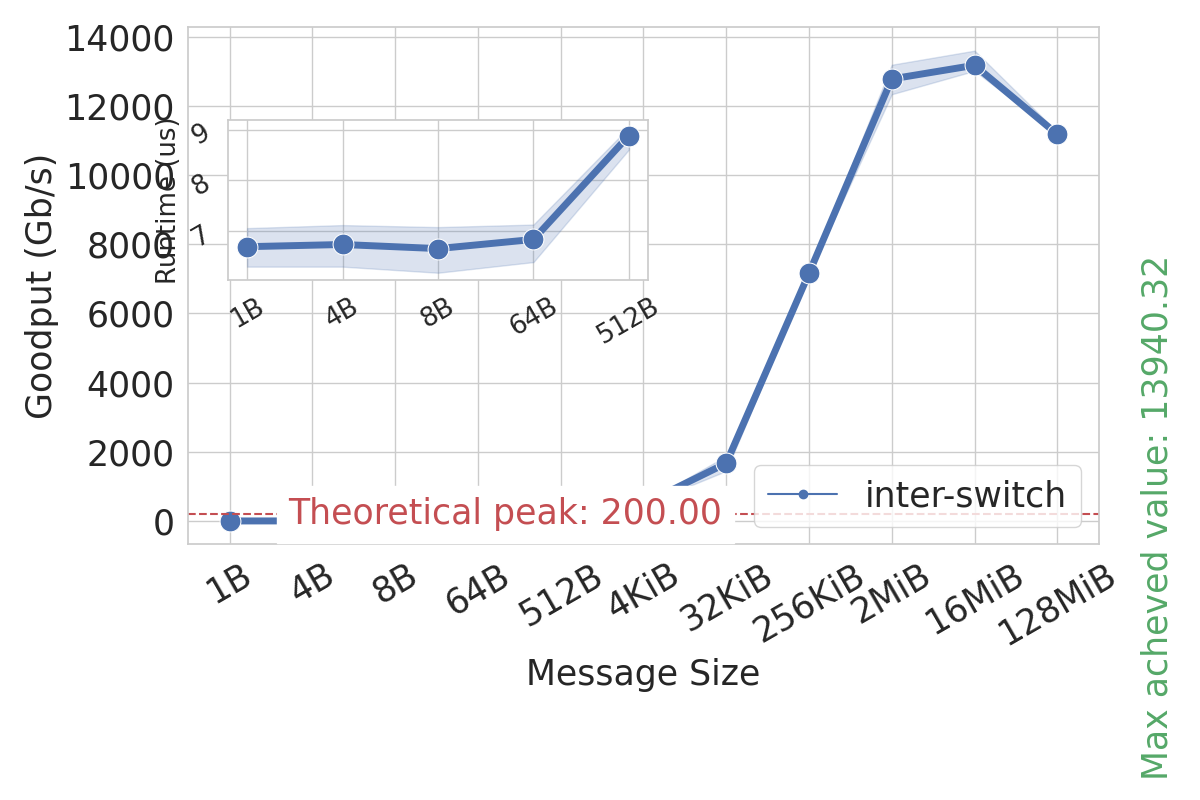 Goodput (Gb/s)
14000
12000
10000
8000
6000
4000
2000
0
Runtime (us)
9
8
7
1B
4B
8B
64B
512B
Theoretical peak: 200.00
inter-switch
1B
4B
8B
64B
512B
4KiB
32KiB
256KiB
2MiB
16MiB
128MiB
Message Size
Max acheved value: 13940.32